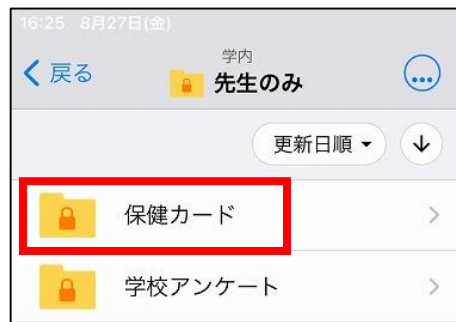 16:25 8月27日(金)
戻る
学内
先生のみ
更新日順
保健カード
学校アンケート